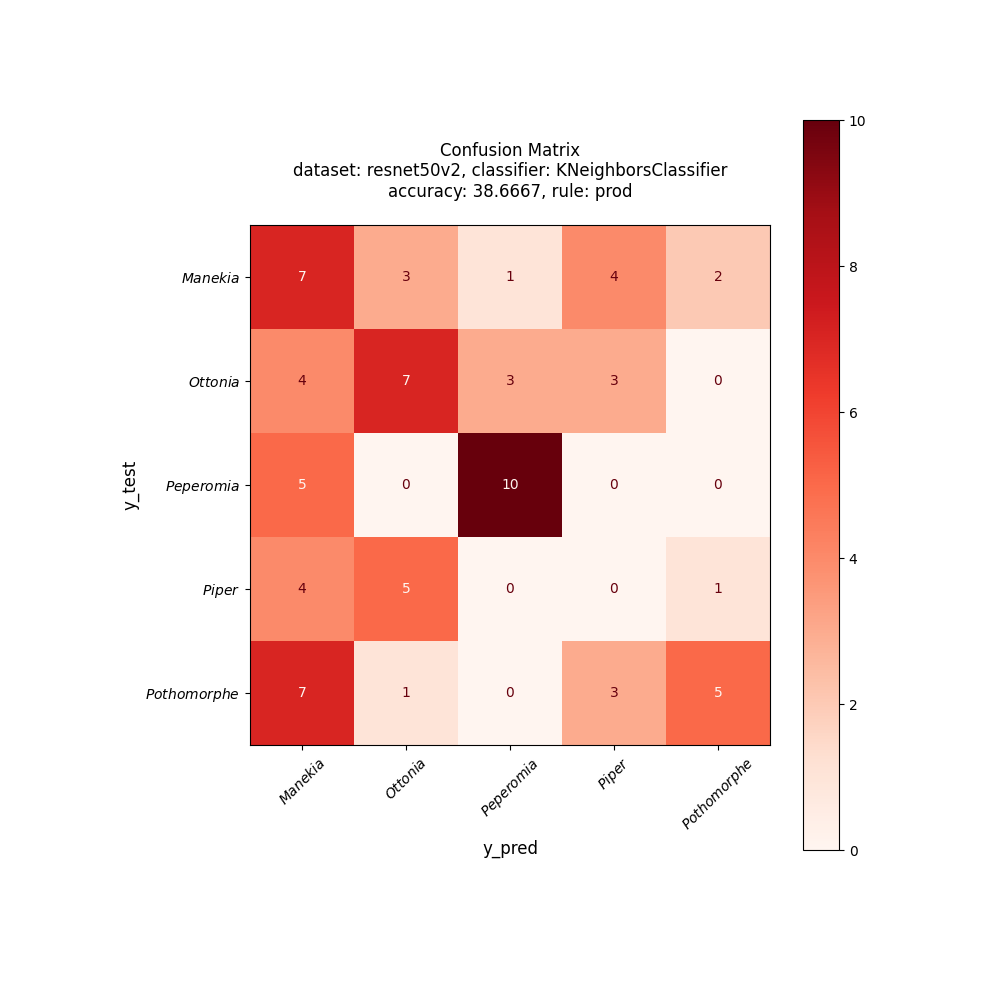 Confusion Matrix
dataset: resnet50v2, classifier: KNeighborsClassifier
accuracy: 38.6667, rule: prod
y_test
Manekia 7 3 1 4 2
Ottonia 4 7 3 3 0
Peperomia 5 0 10 0 0
Piper 4 5 0 0 1
Pothomorphe 7 1 0 3 5
Manekia Ottonia Peperomia Piper Pothomorphe
y_pred
10
8
6
4
2
0